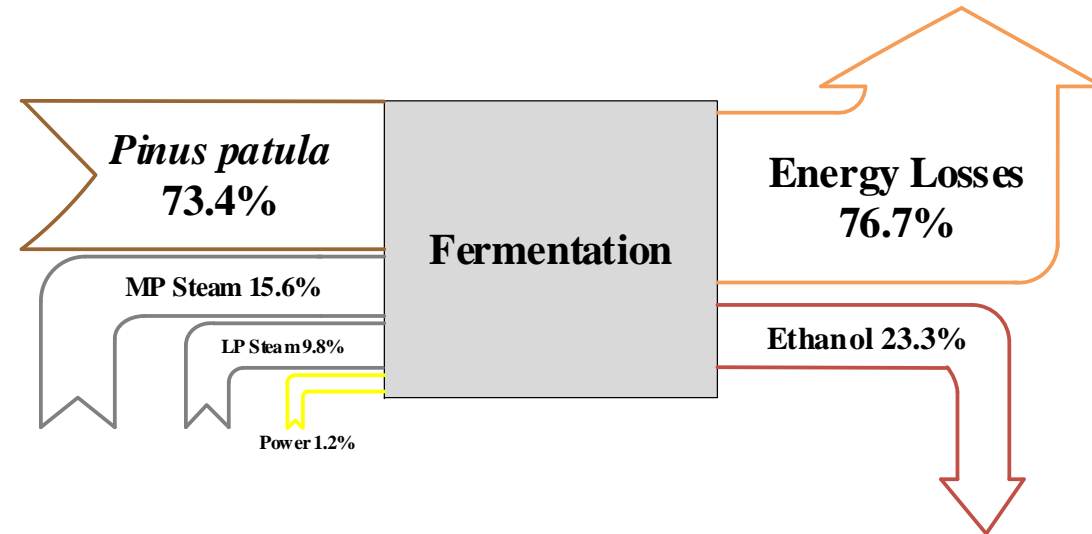 Pinus patula
73.4%
MP Steam 15.6%
LP Steam 9.8%
Power 1.2%
Fermentation
Energy Losses
76.7%
Ethanol 23.3%